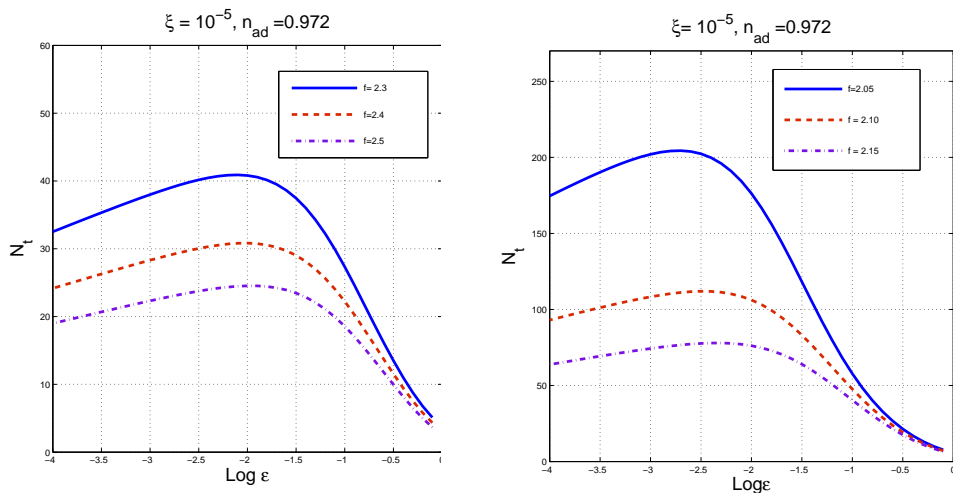 ξ = 10^-5, n_ad =0.972
60
50
40
30
20
10
0
N_t
f= 2.3
f= 2.4
f=2.5
−4 −3.5 −3 −2.5 −2 −1.5 −1 −0.5 0
Log ε
ξ= 10^-5, n_ad =0.972
250
200
150
100
50
0
N_t
f=2.05
f = 2.10
f = 2.15
−4 −3.5 −3 −2.5 −2 −1.5 −1 −0.5 0
Logε